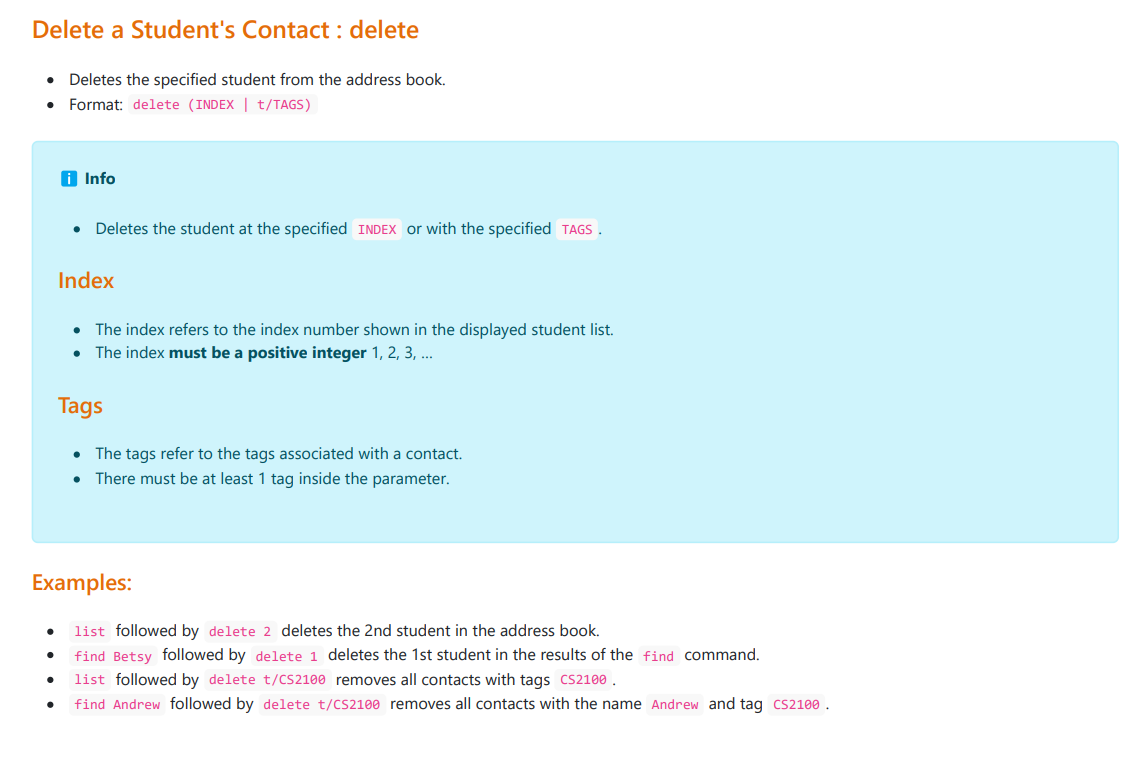 Delete a Student's Contact : delete
Deletes the specified student from the address book.
Format: delete (INDEX | t/TAGS)
Info
Deletes the student at the specified INDEX or with the specified TAGS.
Index
The index refers to the index number shown in the displayed student list.
The index must be a positive integer 1, 2, 3, ...
Tags
The tags refer to the tags associated with a contact.
There must be at least 1 tag inside the parameter.
Examples:
list followed by delete 2 deletes the 2nd student in the address book.
find Betsy followed by delete 1 deletes the 1st student in the results of the find command.
list followed by delete t/CS2100 removes all contacts with tags CS2100.
find Andrew followed by delete t/CS2100 removes all contacts with the name Andrew and tag CS2100.